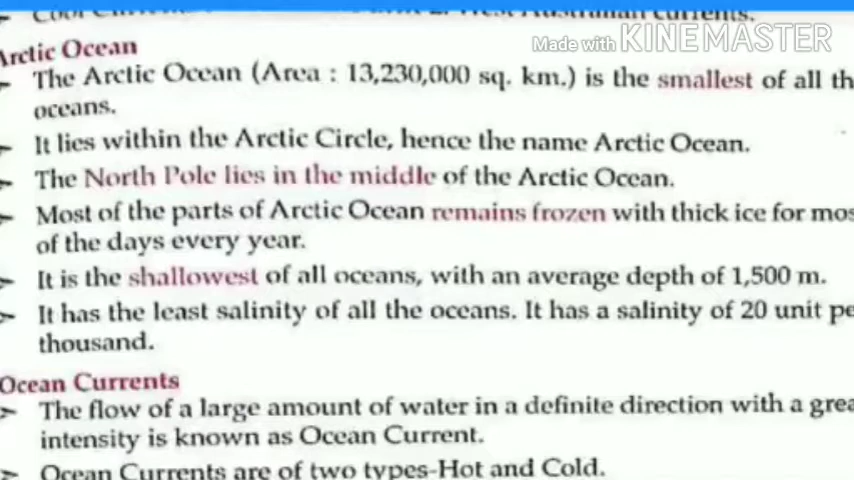 Made with KINEMASTER
Arctic Ocean
The Arctic Ocean (Area : 13,230,000 sq. km.) is the smallest of all th
oceans.
It lies within the Arctic Circle, hence the name Arctic Ocean.
The North Pole lies in the middle of the Arctic Ocean.
Most of the parts of Arctic Ocean remains frozen with thick ice for mos
of the days every year.
It is the shallowest of all oceans, with an average depth of 1,500 m.
It has the least salinity of all the oceans. It has a salinity of 20 unit pe
thousand.
Ocean Currents
The flow of a large amount of water in a definite direction with a grea
intensity is known as Ocean Current.
Ocean Currents are of two types-Hot and Cold.